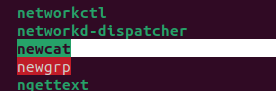 networkctl
networkd-dispatcher
newcat
newgrp
ngettext